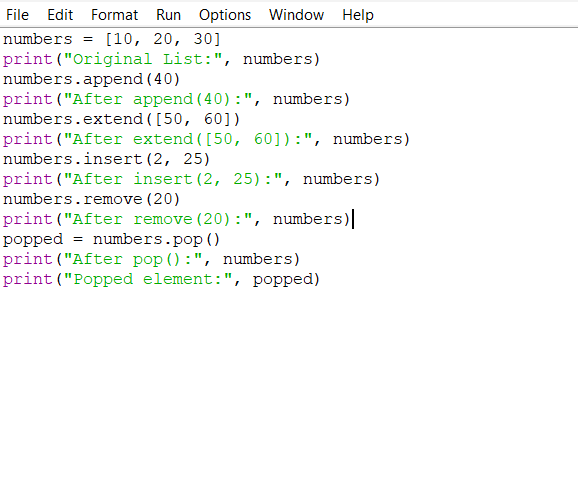 File Edit Format Run Options Window Help
numbers = [10, 20, 30]
print("Original List:", numbers)
numbers.append(40)
print("After append(40):", numbers)
numbers.extend([50, 60])
print("After extend([50, 60]):", numbers)
numbers.insert(2, 25)
print("After insert(2, 25):", numbers)
numbers.remove(20)
print("After remove(20):", numbers)
popped = numbers.pop()
print("After pop():", numbers)
print("Popped element:", popped)